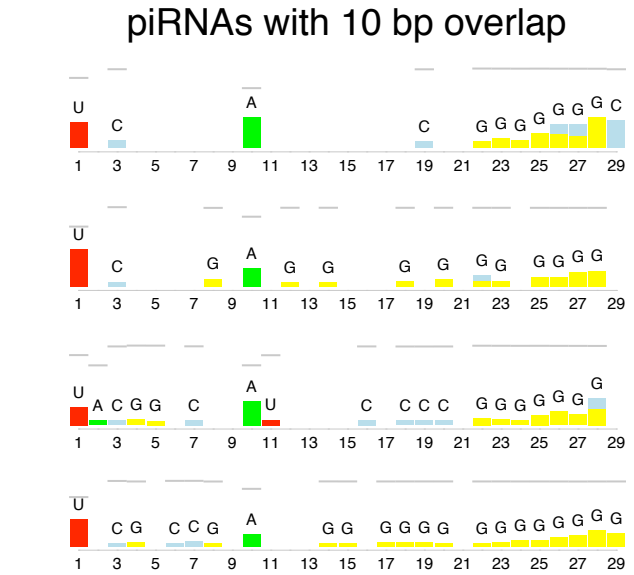 piRNAs with 10 bp overlap
U C A C G G G G G G G C
1 3 5 7 9 11 13 15 17 19 21 23 25 27 29
U C G A G G G G G G G G G G
1 3 5 7 9 11 13 15 17 19 21 23 25 27 29
U A C G G C A U C C C C G G G G G G G
1 3 5 7 9 11 13 15 17 19 21 23 25 27 29
U C G C C G A G G G G G G G G G G G G G G
1 3 5 7 9 11 13 15 17 19 21 23 25 27 29